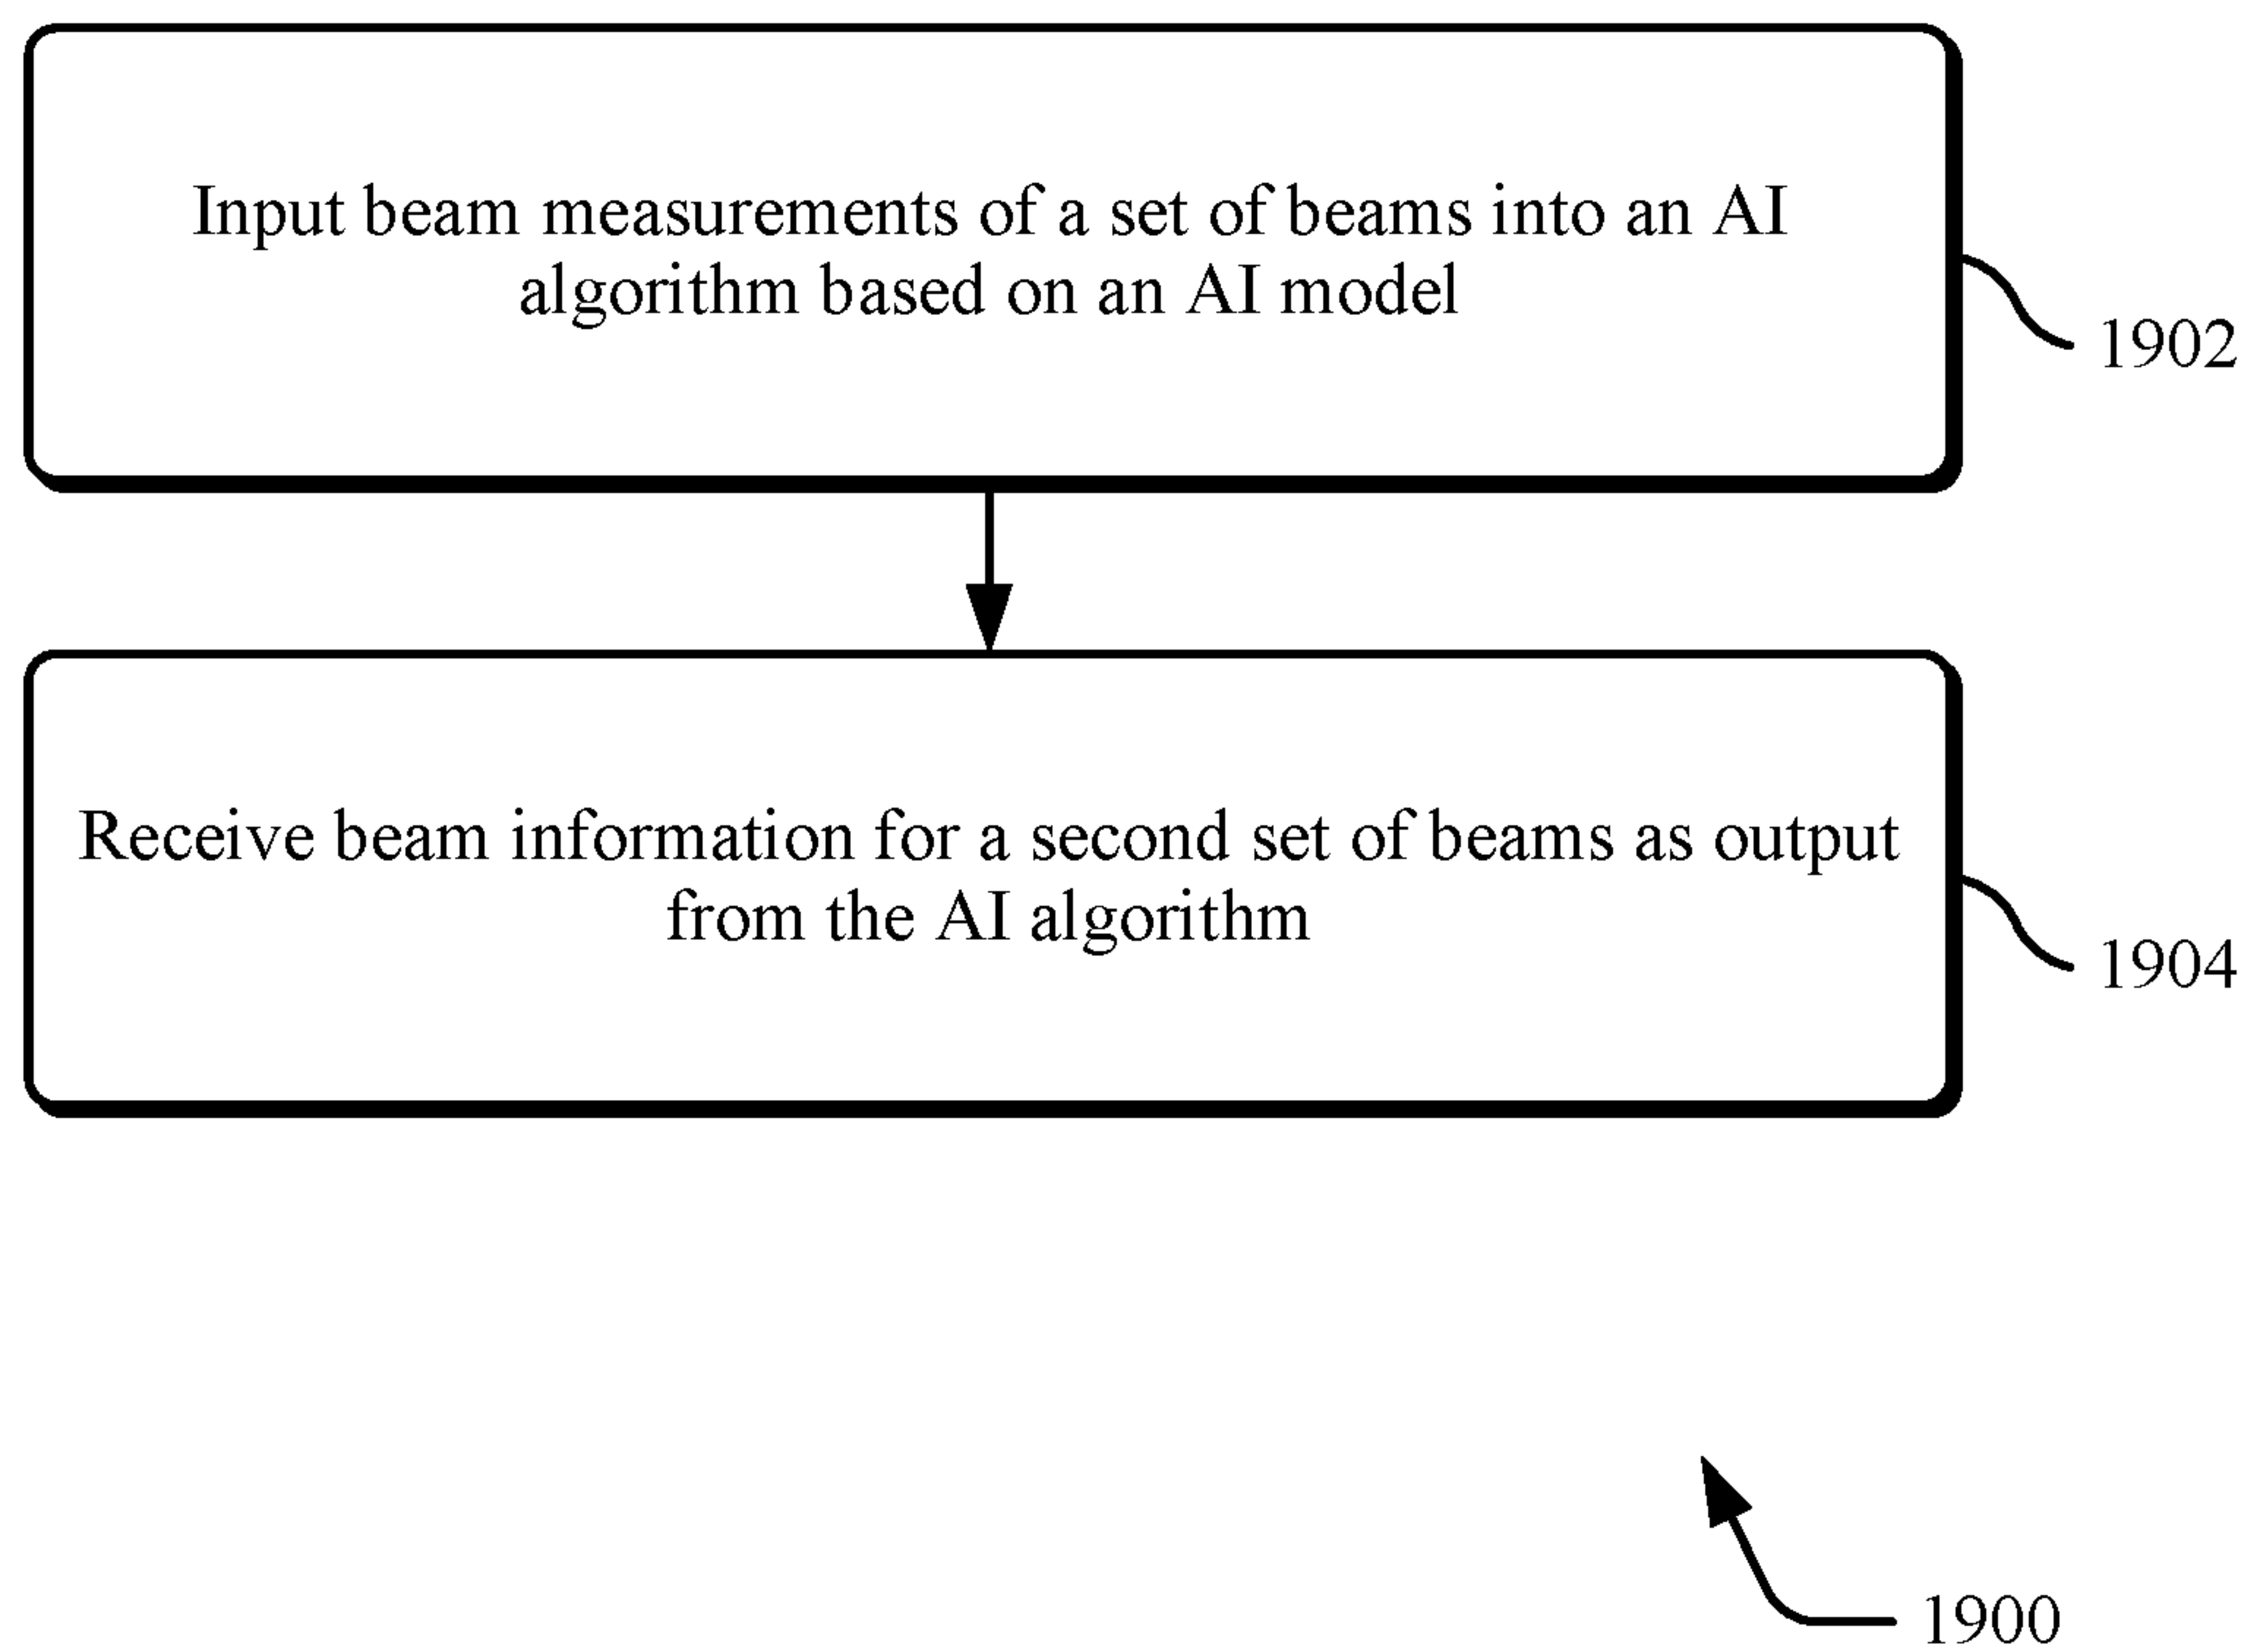 Input beam measurements of a set of beams into an AI
algorithm based on an AI model
1902
Receive beam information for a second set of beams as output
from the AI algorithm
1904
1900